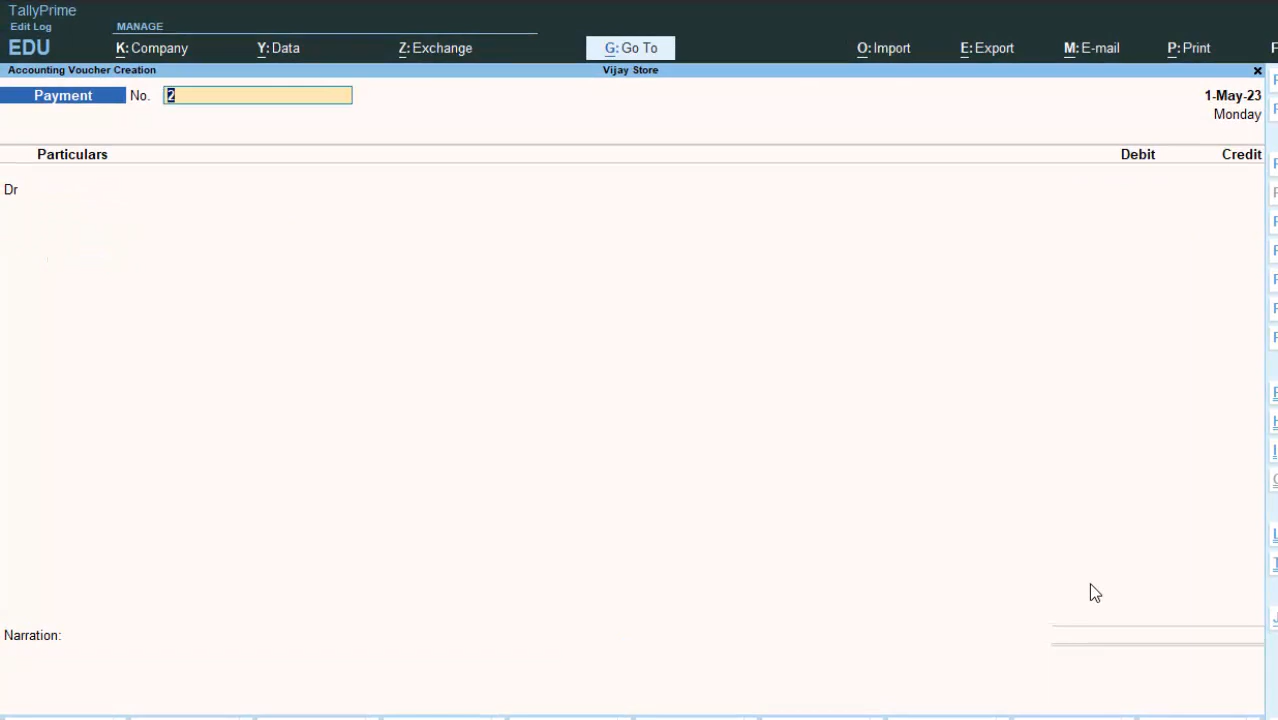 TallyPrime
Edit Log
MANAGE
EDU
K: Company Y: Data Z: Exchange G: Go To O: Import E: Export M: E-mail P: Print
Accounting Voucher Creation Vijay Store
Payment No. 2 1-May-23
Monday
Particulars Debit Credit
Dr
Narration: